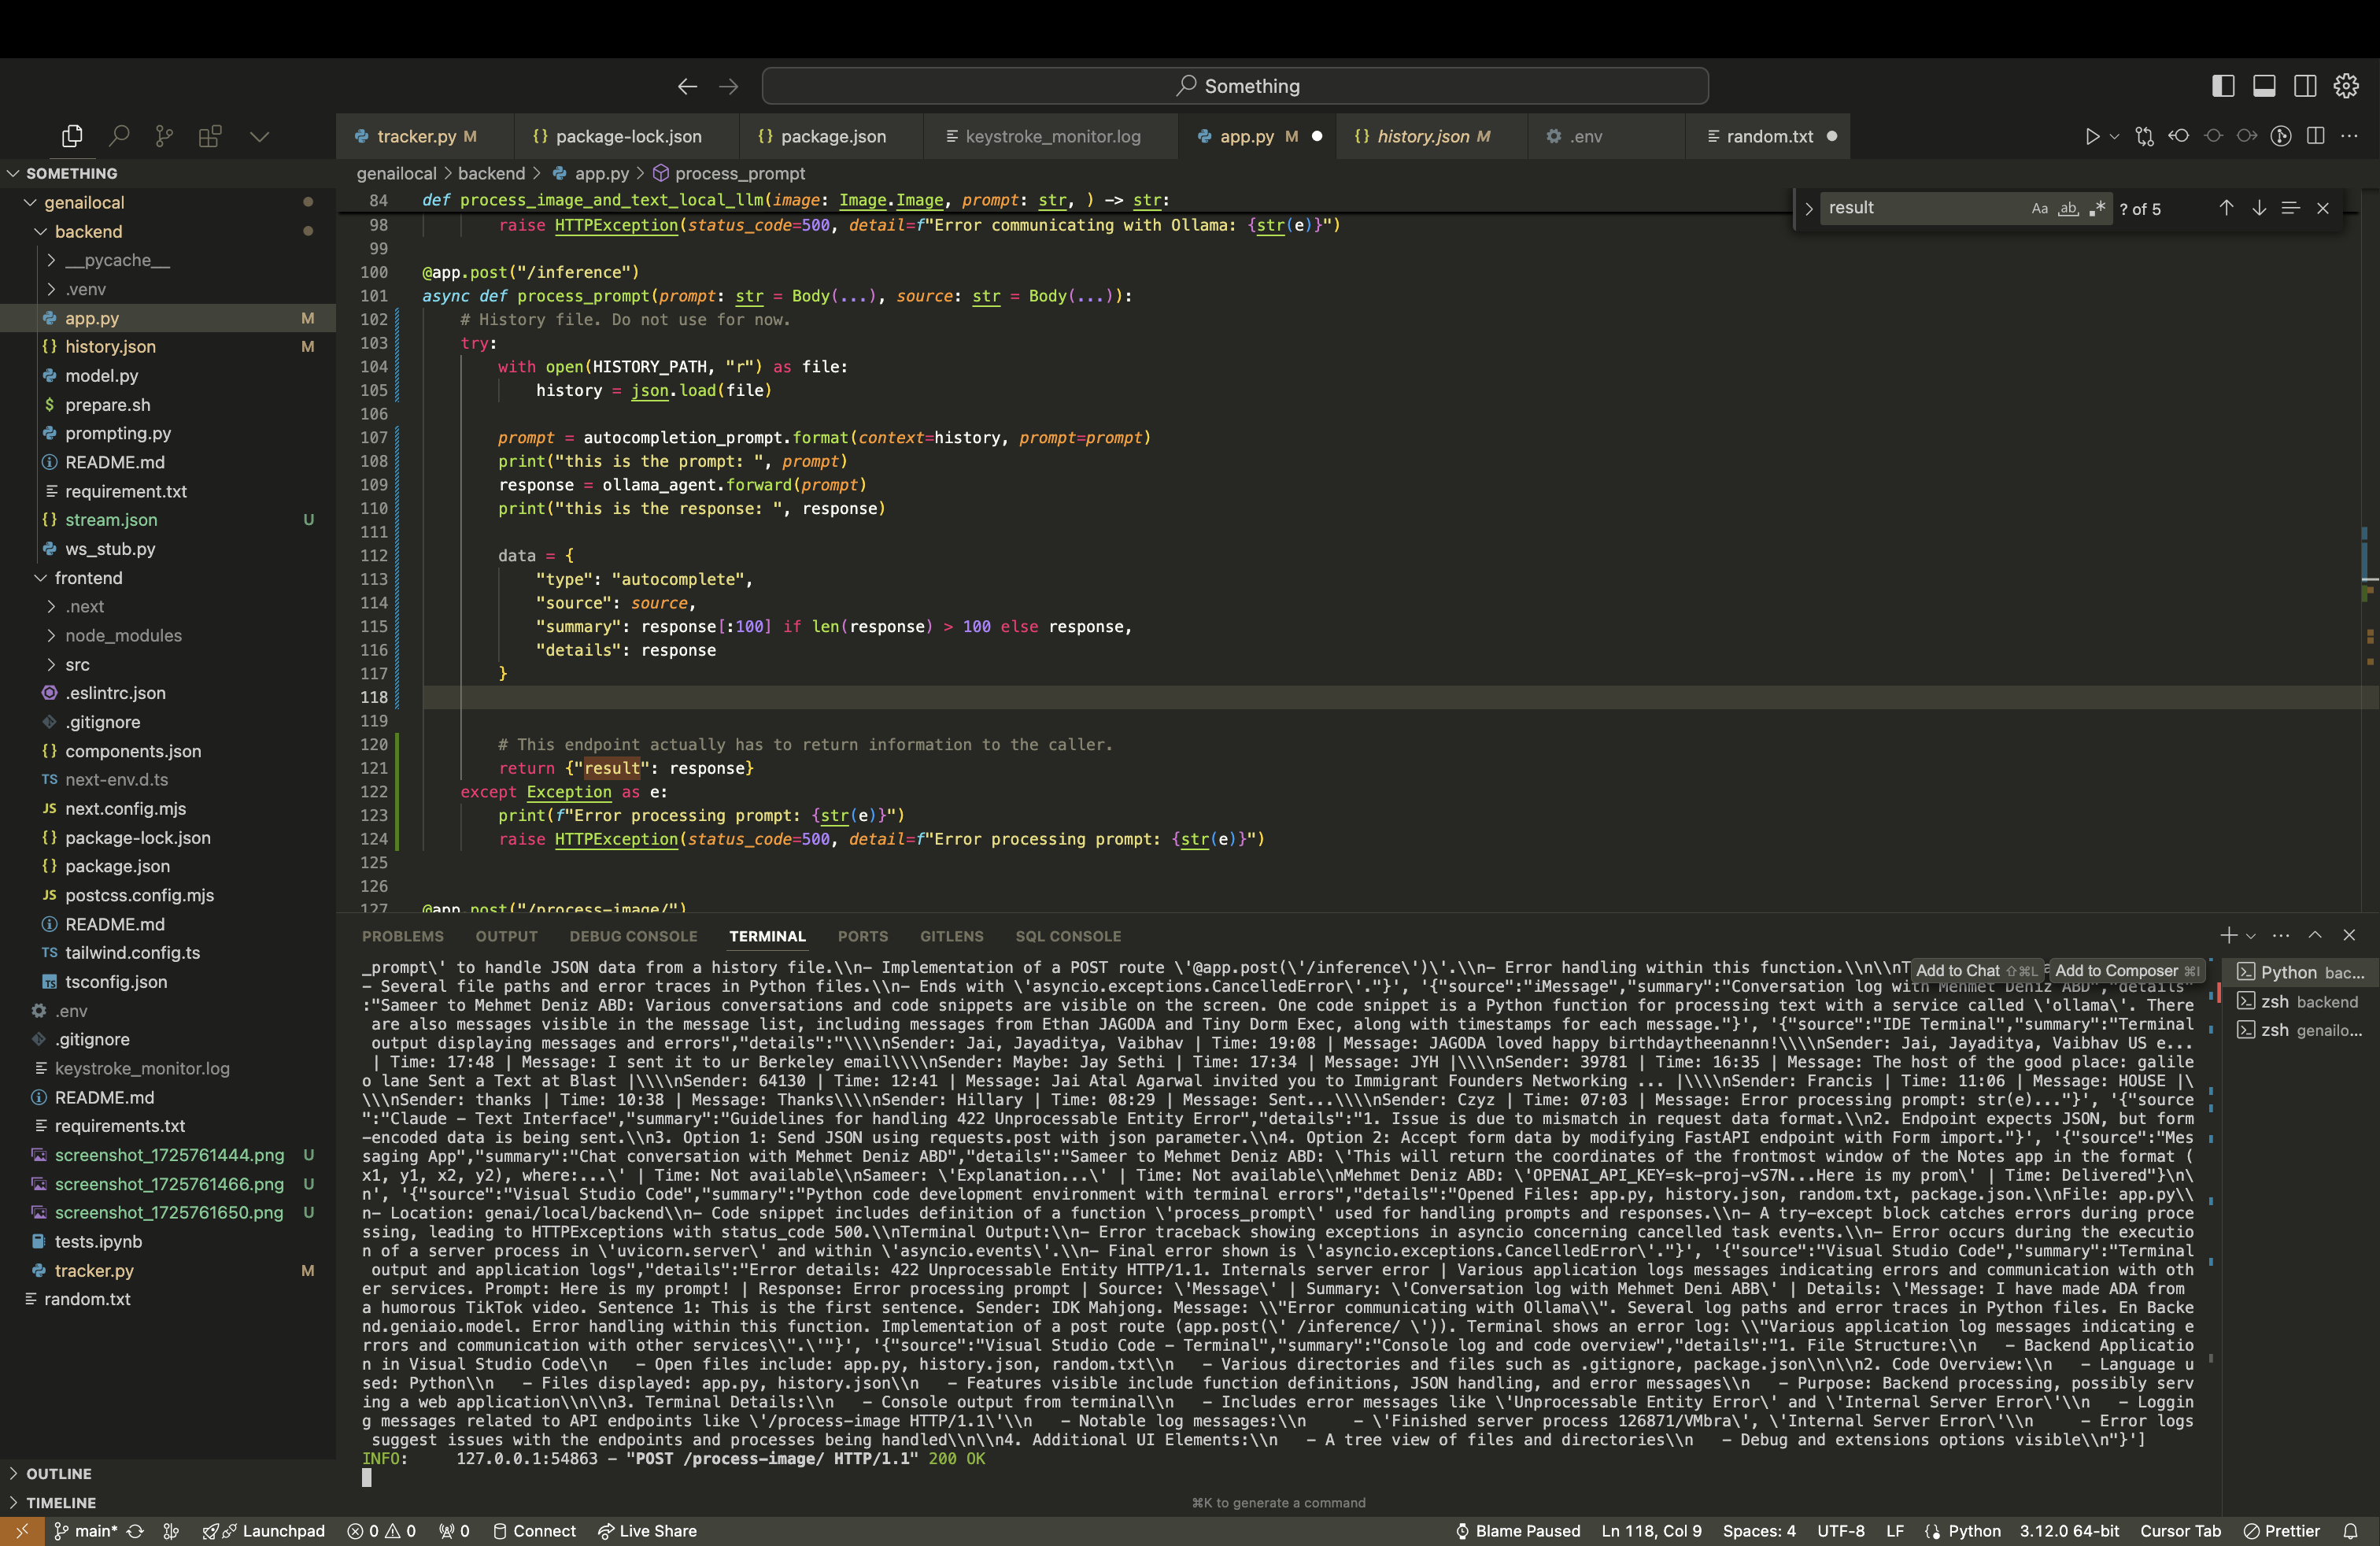 Something
tracker.py M
package-lock.json
package.json
keystroke_monitor.log
app.py M
history.json M
.env
random.txt
SOMETHING
genailocal
backend
__pycache__
.venv
app.py M
history.json M
model.py
prepare.sh
prompting.py
README.md
requirement.txt
stream.json U
ws_stub.py
frontend
.next
node_modules
src
.eslintrc.json
.gitignore
components.json
next-env.d.ts
next.config.mjs
package-lock.json
package.json
postcss.config.mjs
README.md
tailwind.config.ts
tsconfig.json
.env
.gitignore
keystroke_monitor.log
README.md
requirements.txt
screenshot_1725761444.png U
screenshot_1725761466.png U
screenshot_1725761650.png U
tests.ipynb
tracker.py M
random.txt
OUTLINE
TIMELINE
genailocal > backend > app.py > process_prompt
result Aa ab .* ? of 5
84 def process_image_and_text_local_llm(image: Image.Image, prompt: str, ) -> str:
98 raise HTTPException(status_code=500, detail=f"Error communicating with Ollama: {str(e)}")
99
100 @app.post("/inference")
101 async def process_prompt(prompt: str = Body(...), source: str = Body(...)):
102 # History file. Do not use for now.
103 try:
104 with open(HISTORY_PATH, "r") as file:
105 history = json.load(file)
106
107 prompt = autocompletion_prompt.format(context=history, prompt=prompt)
108 print("this is the prompt: ", prompt)
109 response = ollama_agent.forward(prompt)
110 print("this is the response: ", response)
111
112 data = {
113 "type": "autocomplete",
114 "source": source,
115 "summary": response[:100] if len(response) > 100 else response,
116 "details": response
117 }
118
119
120 # This endpoint actually has to return information to the caller.
121 return {"result": response}
122 except Exception as e:
123 print(f"Error processing prompt: {str(e)}")
124 raise HTTPException(status_code=500, detail=f"Error processing prompt: {str(e)}")
125
126
127 @app.post("/process-image/")
PROBLEMS OUTPUT DEBUG CONSOLE TERMINAL PORTS GITLENS SQL CONSOLE
Add to Chat ⇧⌘L Add to Composer ⌘I
Python bac...
zsh backend
zsh genailo...
_prompt\' to handle JSON data from a history file.\\n- Implementation of a POST route \'@app.post(\'/inference\')\'.\\n- Error handling within this function.\\n\\nT
- Several file paths and error traces in Python files.\\n- Ends with \'asyncio.exceptions.CancelledError\'."}', '{"source":"iMessage","summary":"Conversation log with Mehmet Deniz ABD","details"
:"Sameer to Mehmet Deniz ABD: Various conversations and code snippets are visible on the screen. One code snippet is a Python function for processing text with a service called \'ollama\'. There
are also messages visible in the message list, including messages from Ethan JAGODA and Tiny Dorm Exec, along with timestamps for each message."}', '{"source":"IDE Terminal","summary":"Terminal
output displaying messages and errors","details":"\\\\nSender: Jai, Jayaditya, Vaibhav | Time: 19:08 | Message: JAGODA loved happy birthdaytheenannn!\\\\nSender: Jai, Jayaditya, Vaibhav US e...
| Time: 17:48 | Message: I sent it to ur Berkeley email\\\\nSender: Maybe: Jay Sethi | Time: 17:34 | Message: JYH |\\\\nSender: 39781 | Time: 16:35 | Message: The host of the good place: galile
o lane Sent a Text at Blast |\\\\nSender: 64130 | Time: 12:41 | Message: Jai Atal Agarwal invited you to Immigrant Founders Networking ... |\\\\nSender: Francis | Time: 11:06 | Message: HOUSE |\
\\\nSender: thanks | Time: 10:38 | Message: Thanks\\\\nSender: Hillary | Time: 08:29 | Message: Sent...\\\\nSender: Czyz | Time: 07:03 | Message: Error processing prompt: str(e)..."}', '{"source
":"Claude - Text Interface","summary":"Guidelines for handling 422 Unprocessable Entity Error","details":"1. Issue is due to mismatch in request data format.\\n2. Endpoint expects JSON, but form
-encoded data is being sent.\\n3. Option 1: Send JSON using requests.post with json parameter.\\n4. Option 2: Accept form data by modifying FastAPI endpoint with Form import."}', '{"source":"Mes
saging App","summary":"Chat conversation with Mehmet Deniz ABD","details":"Sameer to Mehmet Deniz ABD: \'This will return the coordinates of the frontmost window of the Notes app in the format (
x1, y1, x2, y2), where:...\' | Time: Not available\\nSameer: \'Explanation...\' | Time: Not available\\nMehmet Deniz ABD: \'OPENAI_API_KEY=sk-proj-vS7N...Here is my prom\' | Time: Delivered"}\n\
n', '{"source":"Visual Studio Code","summary":"Python code development environment with terminal errors","details":"Opened Files: app.py, history.json, random.txt, package.json.\\nFile: app.py\\
n- Location: genai/local/backend\\n- Code snippet includes definition of a function \'process_prompt\' used for handling prompts and responses.\\n- A try-except block catches errors during proce
ssing, leading to HTTPExceptions with status_code 500.\\nTerminal Output:\\n- Error traceback showing exceptions in asyncio concerning cancelled task events.\\n- Error occurs during the executio
n of a server process in \'uvicorn.server\' and within \'asyncio.events\'.\\n- Final error shown is \'asyncio.exceptions.CancelledError\'."}', '{"source":"Visual Studio Code","summary":"Terminal
output and application logs","details":"Error details: 422 Unprocessable Entity HTTP/1.1. Internals server error | Various application logs messages indicating errors and communication with oth
er services. Prompt: Here is my prompt! | Response: Error processing prompt | Source: \'Message\' | Summary: \'Conversation log with Mehmet Deni ABB\' | Details: \'Message: I have made ADA from
a humorous TikTok video. Sentence 1: This is the first sentence. Sender: IDK Mahjong. Message: \\"Error communicating with Ollama\\". Several log paths and error traces in Python files. En Backe
nd.geniaio.model. Error handling within this function. Implementation of a post route (app.post(\' /inference/ \')). Terminal shows an error log: \\"Various application log messages indicating e
rrors and communication with other services\\".\'"}', '{"source":"Visual Studio Code - Terminal","summary":"Console log and code overview","details":"1. File Structure:\\n - Backend Applicatio
n in Visual Studio Code\\n - Open files include: app.py, history.json, random.txt\\n - Various directories and files such as .gitignore, package.json\\n\\n2. Code Overview:\\n - Language u
sed: Python\\n - Files displayed: app.py, history.json\\n - Features visible include function definitions, JSON handling, and error messages\\n - Purpose: Backend processing, possibly serv
ing a web application\\n\\n3. Terminal Details:\\n - Console output from terminal\\n - Includes error messages like \'Unprocessable Entity Error\' and \'Internal Server Error\'\\n - Loggin
g messages related to API endpoints like \'/process-image HTTP/1.1\'\\n - Notable log messages:\\n - \'Finished server process 126871/VMbra\', \'Internal Server Error\'\\n - Error logs
suggest issues with the endpoints and processes being handled\\n\\n4. Additional UI Elements:\\n - A tree view of files and directories\\n - Debug and extensions options visible\\n"}']
INFO: 127.0.0.1:54863 - "POST /process-image/ HTTP/1.1" 200 OK
⌘K to generate a command
main* Launchpad 0 0 0 Connect Live Share Blame Paused Ln 118, Col 9 Spaces: 4 UTF-8 LF Python 3.12.0 64-bit Cursor Tab Prettier